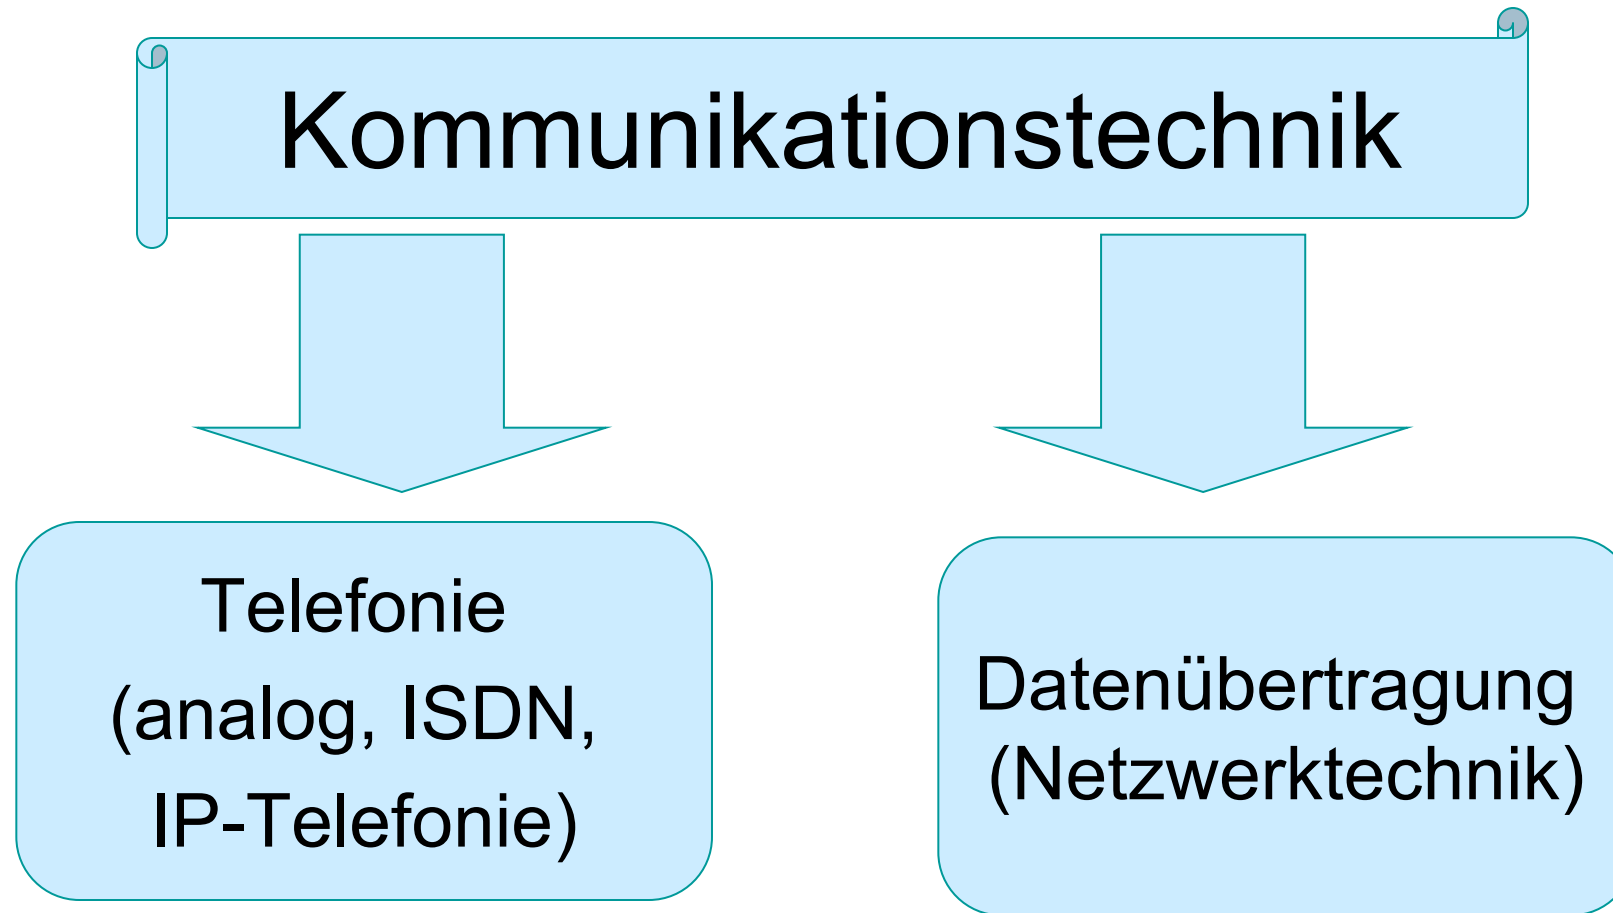 Kommunikationstechnik
Telefonie
(analog, ISDN,
IP-Telefonie)
Datenübertragung
(Netzwerktechnik)